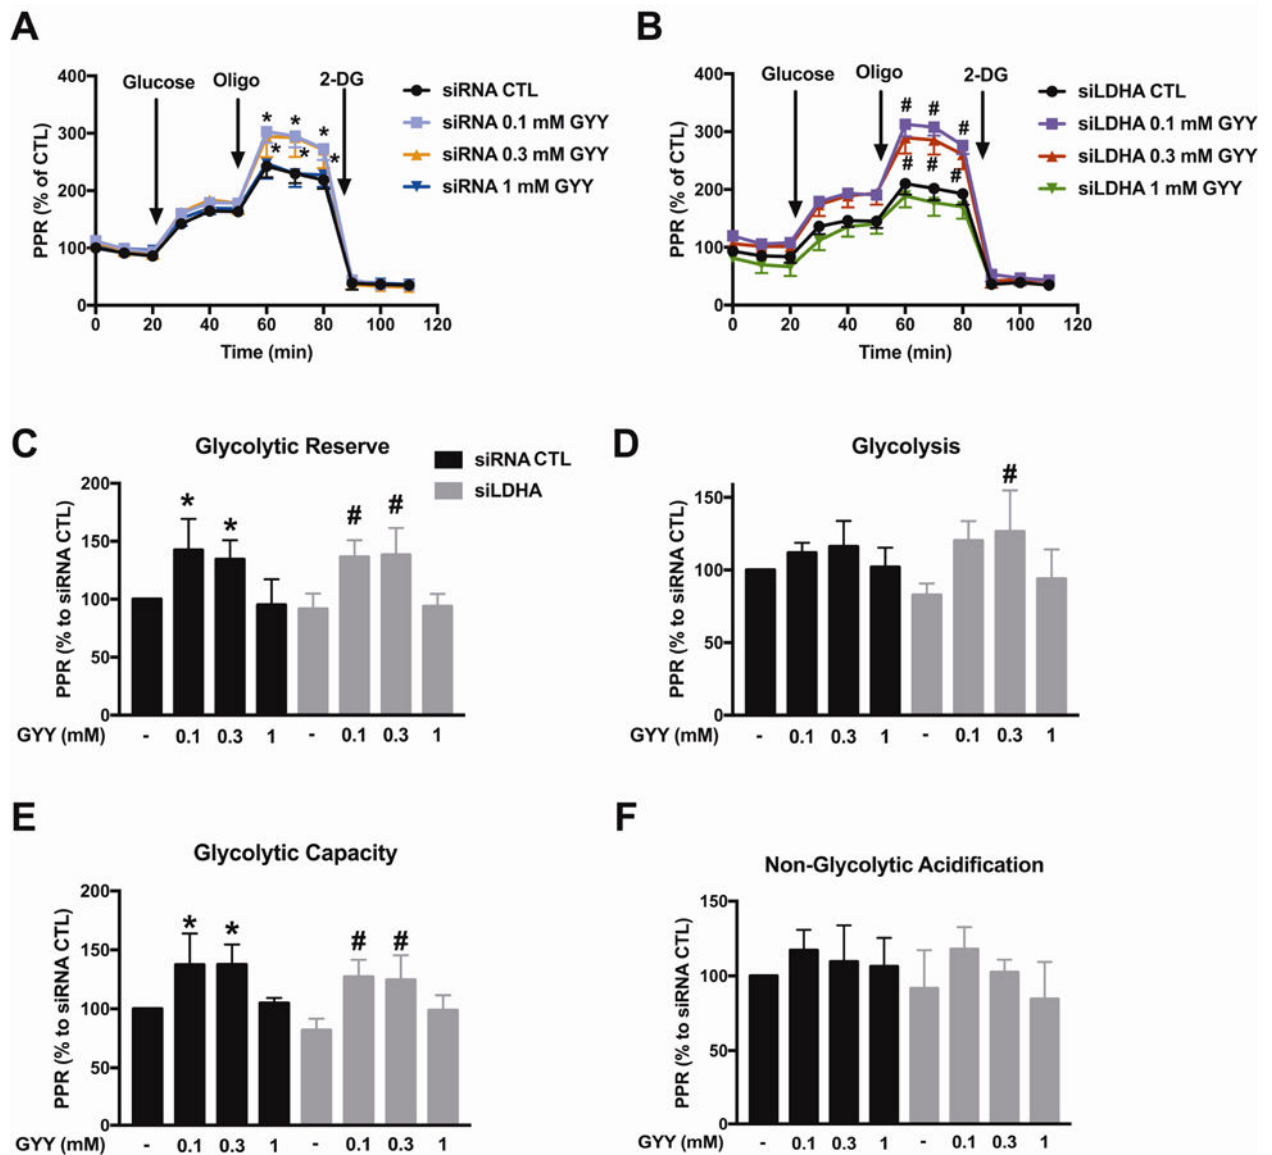 A
PPR (% of CTL)
400
300
200
100
0
0 20 40 60 80 100 120
Time (min)
Glucose
Oligo
2-DG
* * *
* * *
siRNA CTL
siRNA 0.1 mM GYY
siRNA 0.3 mM GYY
siRNA 1 mM GYY
B
PPR (% of CTL)
400
300
200
100
0
0 20 40 60 80 100 120
Time (min)
Glucose
Oligo
2-DG
# # #
# # #
siLDHA CTL
siLDHA 0.1 mM GYY
siLDHA 0.3 mM GYY
siLDHA 1 mM GYY
C
Glycolytic Reserve
siRNA CTL
siLDHA
PPR (% to siRNA CTL)
200
150
100
50
0
* * # #
GYY (mM) - 0.1 0.3 1 - 0.1 0.3 1
D
Glycolysis
PPR (% to siRNA CTL)
150
100
50
0
#
GYY (mM) - 0.1 0.3 1 - 0.1 0.3 1
E
Glycolytic Capacity
PPR (% to siRNA CTL)
200
150
100
50
0
* * # #
GYY (mM) - 0.1 0.3 1 - 0.1 0.3 1
F
Non-Glycolytic Acidification
PPR (% to siRNA CTL)
150
100
50
0
GYY (mM) - 0.1 0.3 1 - 0.1 0.3 1